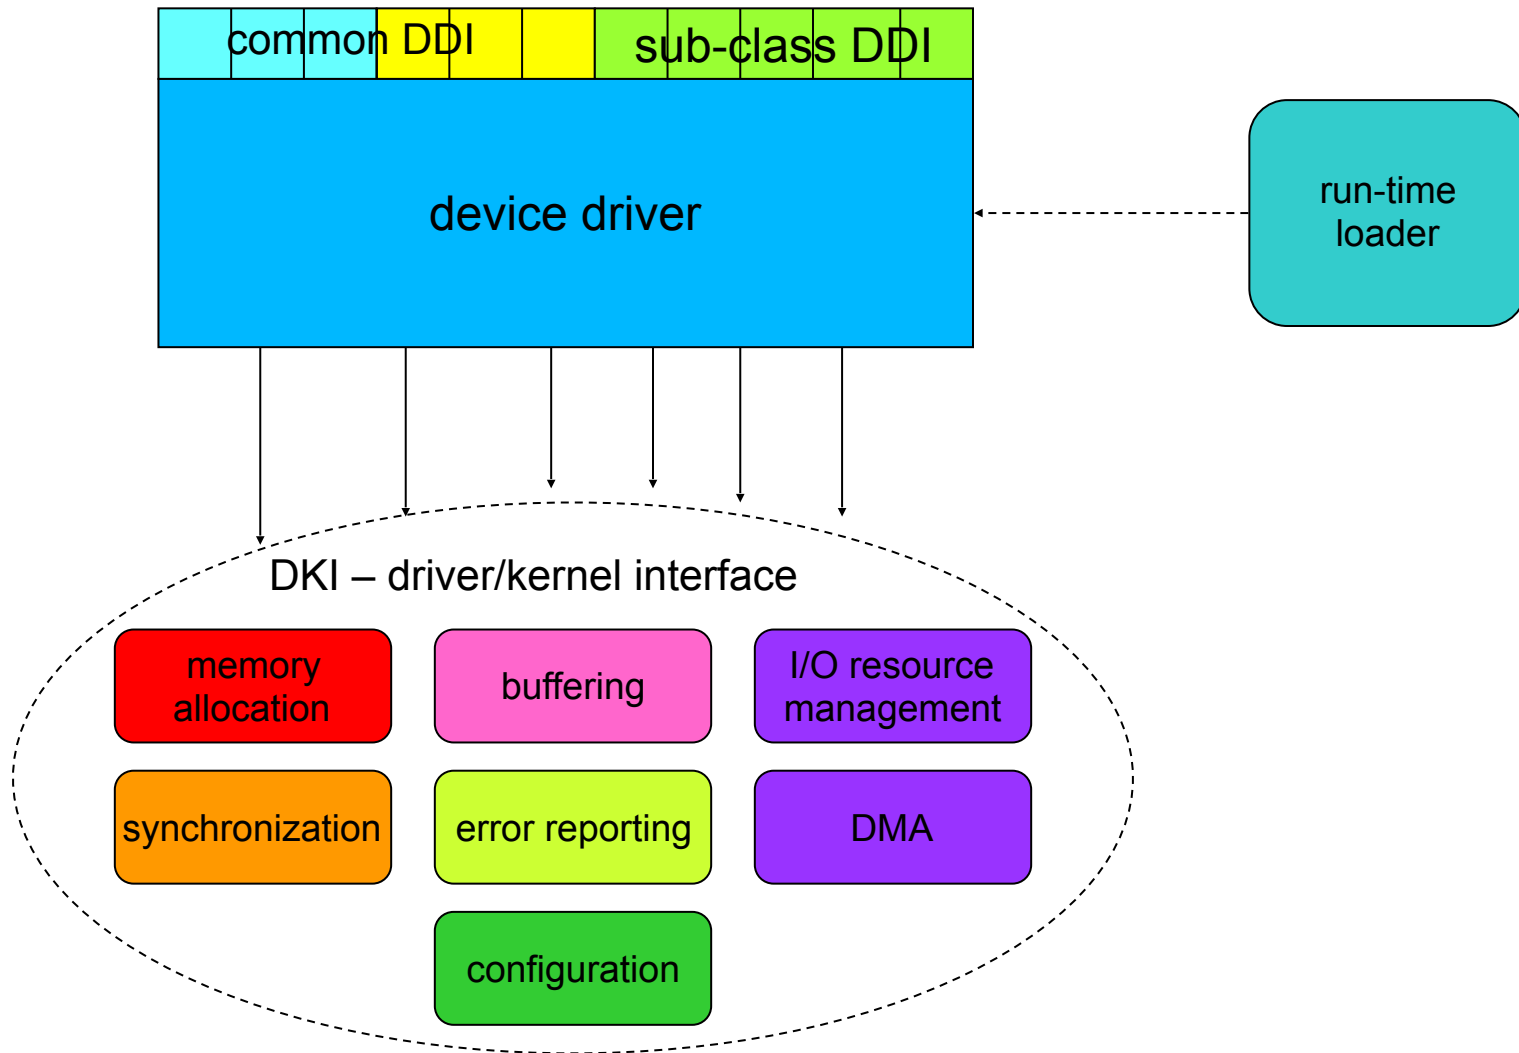 common DDI
sub-class DDI
device driver
run-time
loader
DKI – driver/kernel interface
memory
allocation
buffering
I/O resource
management
synchronization
error reporting
DMA
configuration